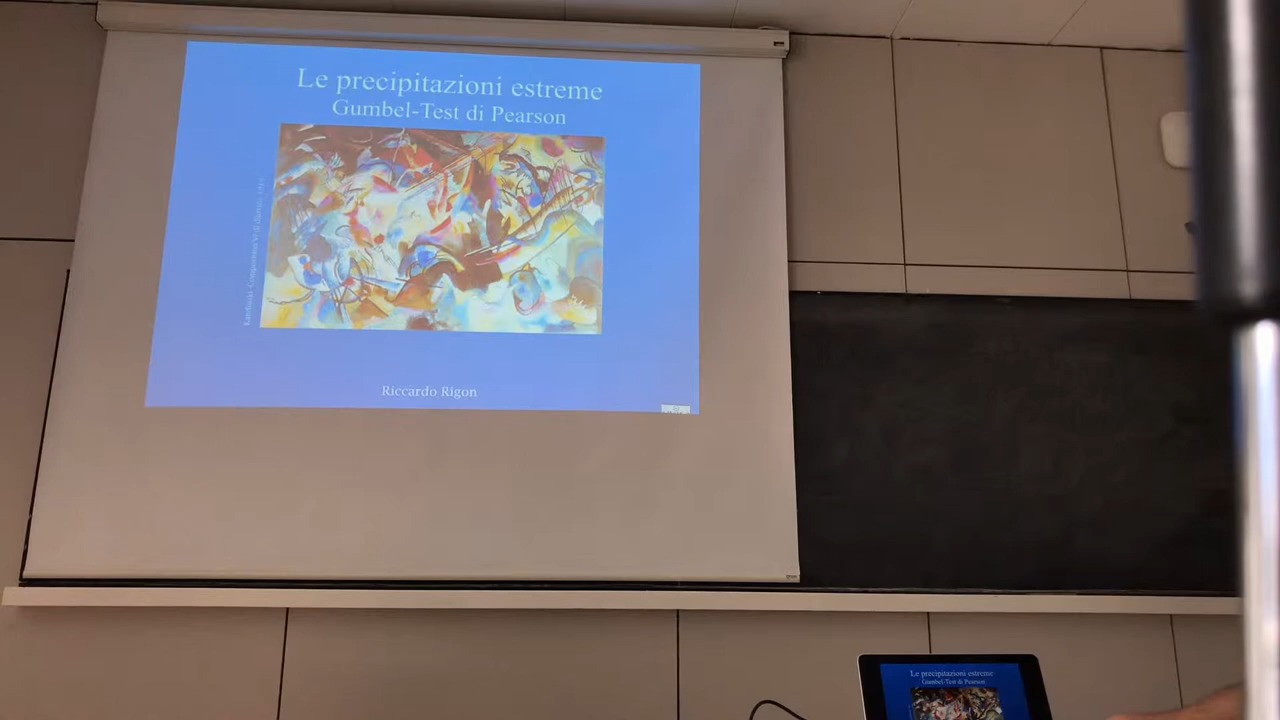 Le precipitazioni estreme
Gumbel-Test di Pearson
Riccardo Rigon
Le precipitazioni estreme
Gumbel-Test di Pearson